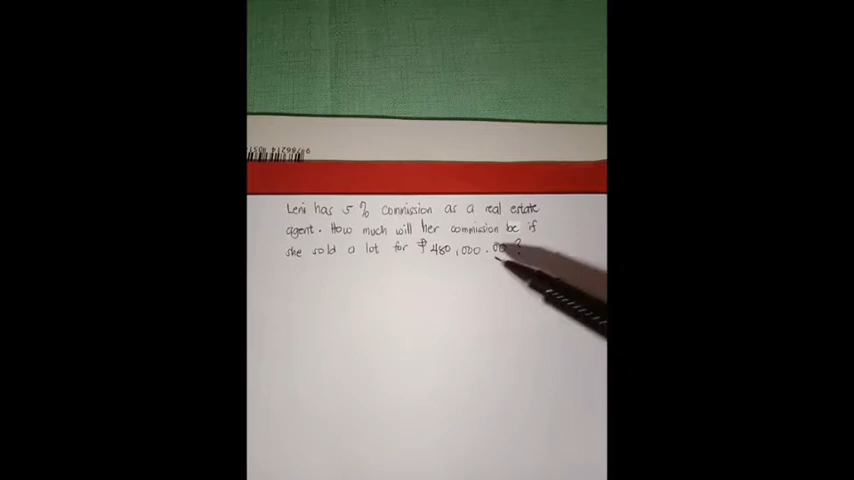 Leni has 5% commission as a real estate
agent. How much will her commission be if
she sold a lot for ₱480,000.00?